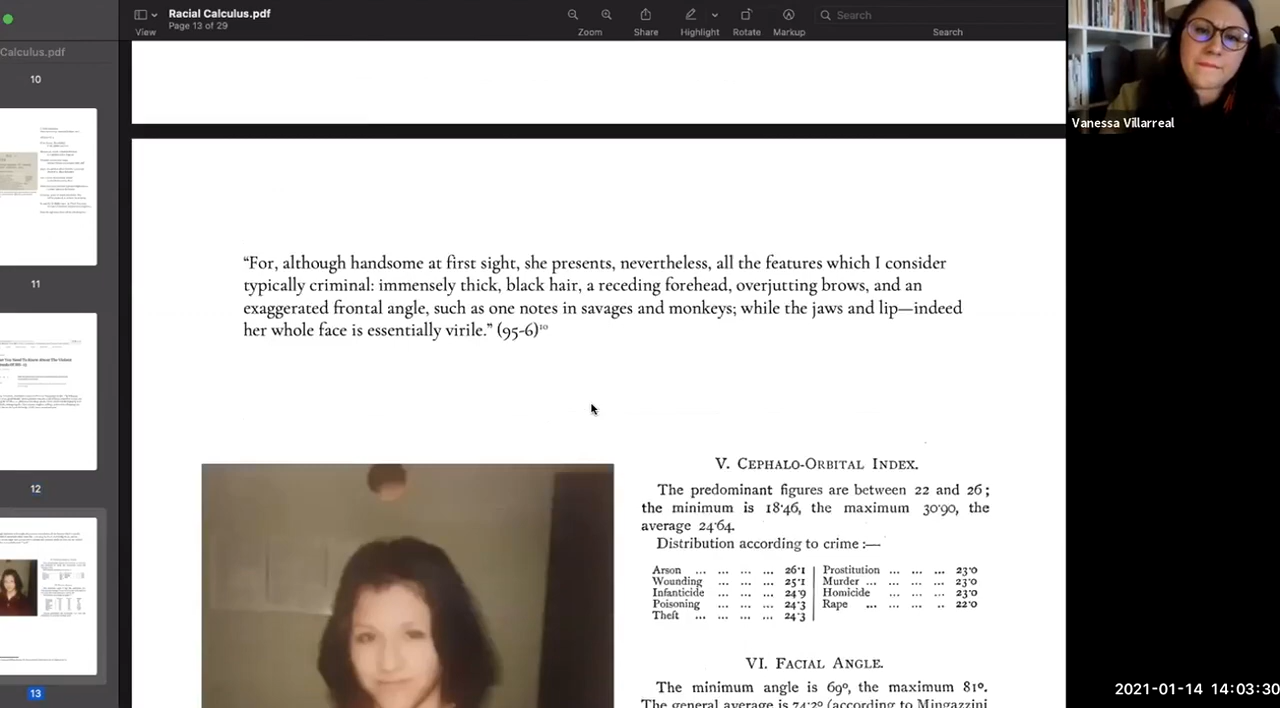 Racial Calculus.pdf
Page 13 of 29
View
Zoom
Share
Highlight
Rotate
Markup
Search
Search
Calculus.pdf
10
11
12
13
“For, although handsome at first sight, she presents, nevertheless, all the features which I consider
typically criminal: immensely thick, black hair, a receding forehead, overjutting brows, and an
exaggerated frontal angle, such as one notes in savages and monkeys; while the jaws and lip—indeed
her whole face is essentially virile.” (95-6)¹⁰
V. Cephalo-Orbital Index.
The predominant figures are between 22 and 26;
the minimum is 18·46, the maximum 30·90, the
average 24·64.
Distribution according to crime:—
Arson ... ... ... ... 26·1
Wounding ... ... ... 25·1
Infanticide ... ... ... 24·9
Poisoning ... ... ... 24·3
Theft ... ... ... ... 24·3
Prostitution ... ... ... 23·0
Murder ... ... ... ... 23·0
Homicide ... ... ... 23·0
Rape ... ... ... .. 22·0
VI. Facial Angle.
The minimum angle is 69°, the maximum 81°.
The general average is 74·2° (according to Mingazzini
Vanessa Villarreal
2021-01-14 14:03:30